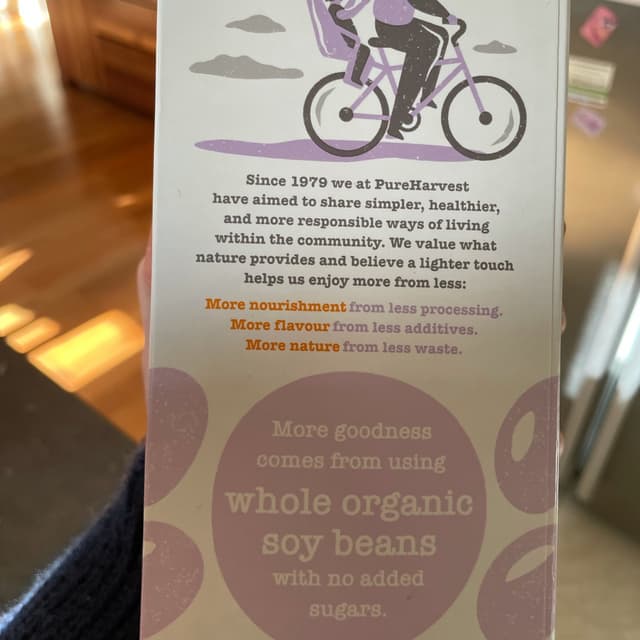 Since 1979 we at PureHarvest
have aimed to share simpler, healthier,
and more responsible ways of living
within the community. We value what
nature provides and believe a lighter touch
helps us enjoy more from less:
More nourishment from less processing.
More flavour from less additives.
More nature from less waste.
More goodness
comes from using
whole organic
soy beans
with no added
sugars.